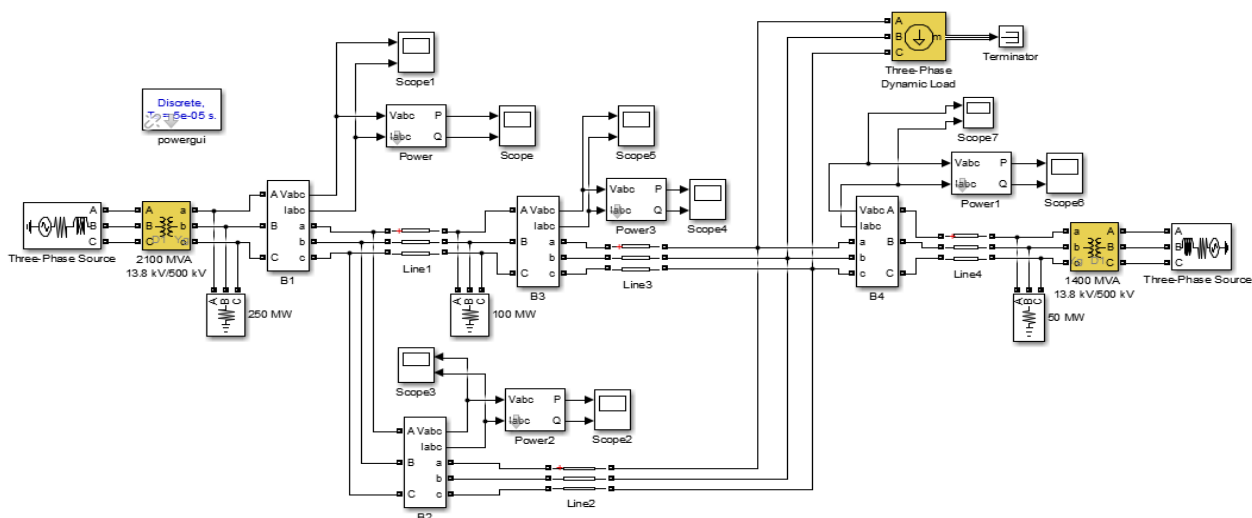 A
B
C
m
Three-Phase
Dynamic Load
Terminator
Scope1
Discrete,
5e-05 s.
powergui
Vabc
Iabc
P
Q
Power
Scope
Scope5
Scope7
Vabc
Iabc
P
Q
Power1
Scope6
Vabc
Iabc
P
Q
Power3
Scope4
A
B
C
Three-Phase Source
A
B
C
a
b
c
2100 MVA
13.8 kV/500 kV
A
B
C
Vabc
Iabc
a
b
c
B1
Line1
A
B
C
Vabc
Iabc
a
b
c
B3
Line3
Vabc
Iabc
a
b
c
A
B
C
B4
Line4
a
b
c
A
B
C
1400 MVA
13.8 kV/500 kV
A
B
C
Three-Phase Source
A B C
250 MW
A B C
100 MW
A B C
50 MW
Scope3
Vabc
Iabc
P
Q
Power2
Scope2
A
B
C
Vabc
Iabc
a
b
c
B2
Line2